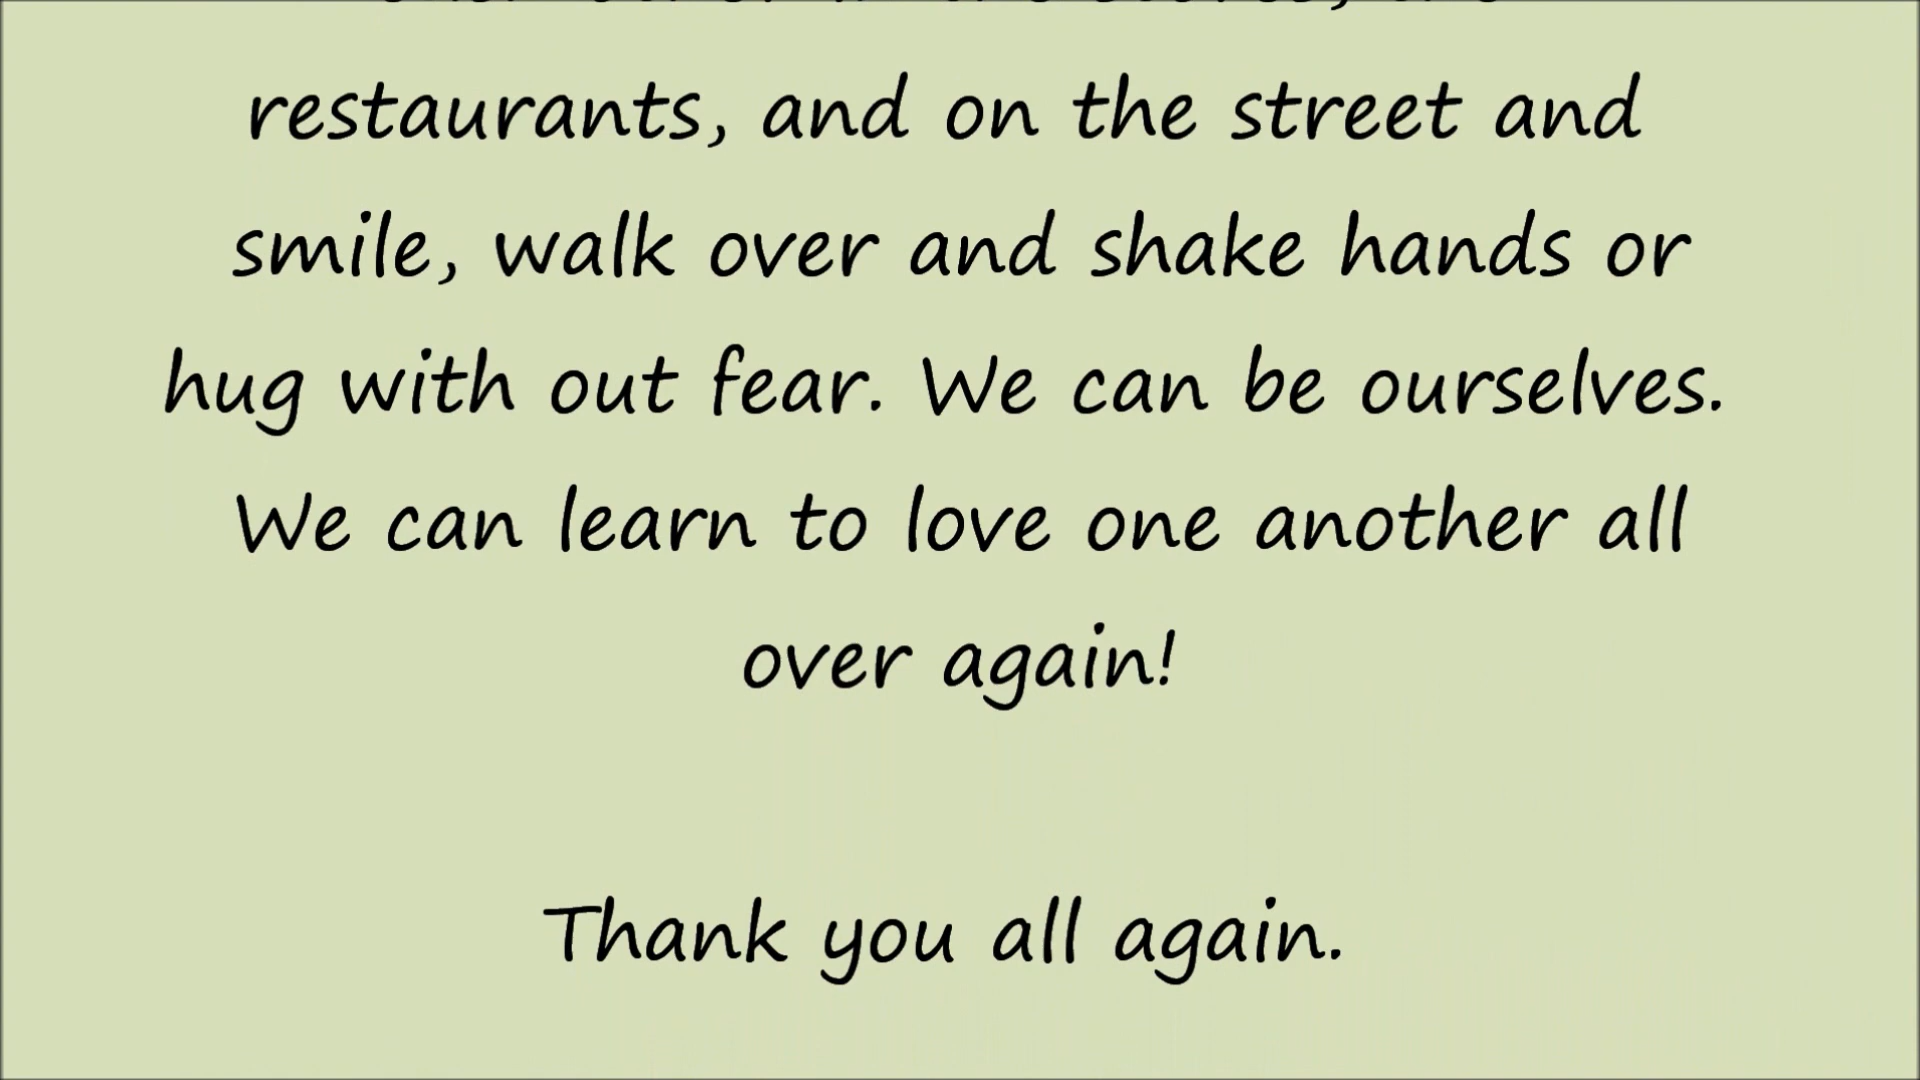 restaurants, and on the street and
smile, walk over and shake hands or
hug with out fear. We can be ourselves.
We can learn to love one another all
over again!
Thank you all again.